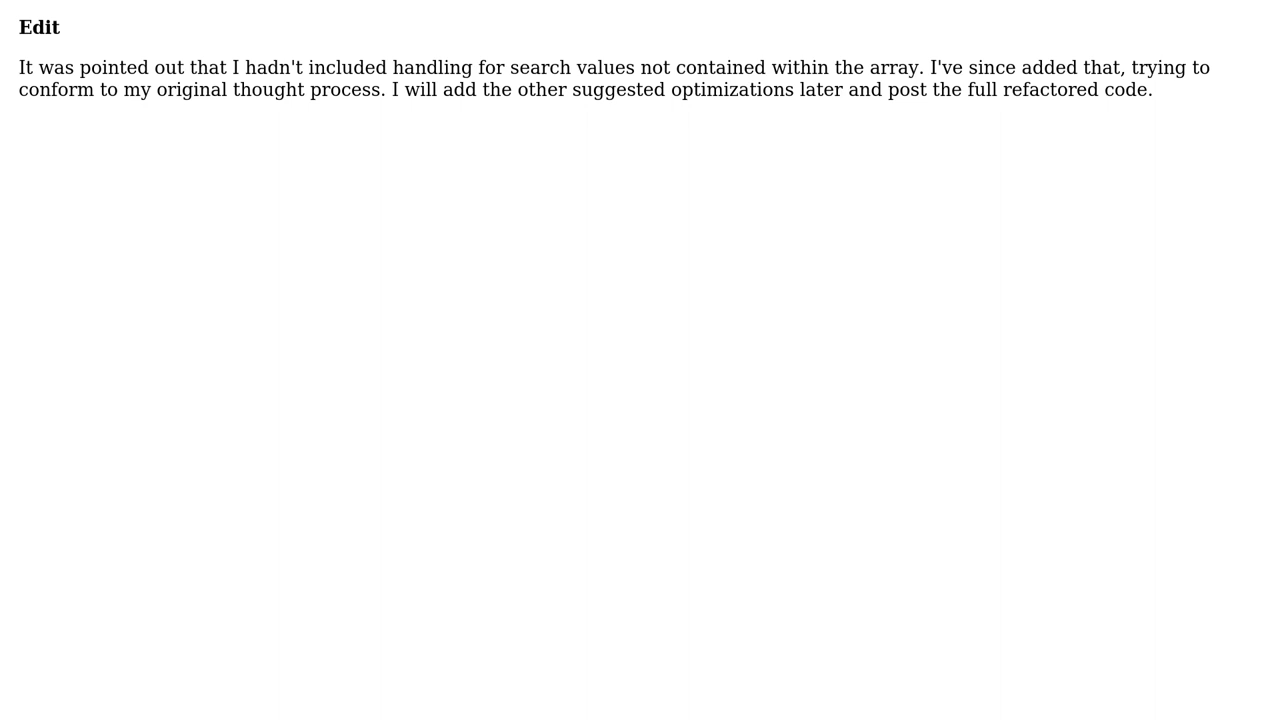 Edit
It was pointed out that I hadn't included handling for search values not contained within the array. I've since added that, trying to
conform to my original thought process. I will add the other suggested optimizations later and post the full refactored code.